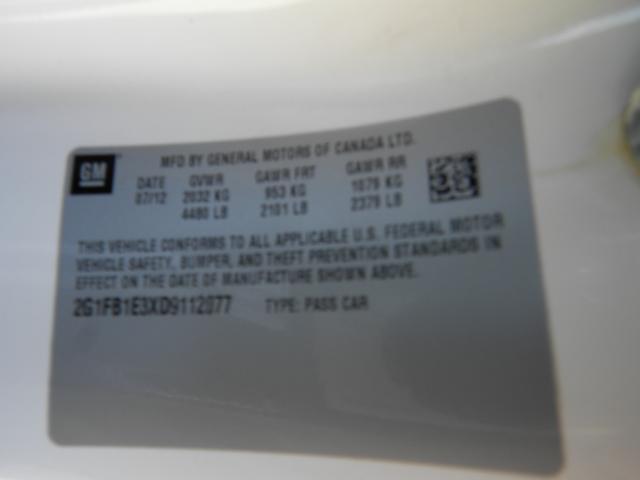 GM
MFD BY GENERAL MOTORS OF CANADA LTD.
DATE GVWR GAWR FRT GAWR RR
07/12 2032 KG 953 KG 1079 KG
4480 LB 2101 LB 2379 LB
THIS VEHICLE CONFORMS TO ALL APPLICABLE U.S. FEDERAL MOTOR
VEHICLE SAFETY, BUMPER, AND THEFT PREVENTION STANDARDS IN
EFFECT ON THE DATE OF MANUFACTURE SHOWN ABOVE.
2G1FB1E3XD9112077 TYPE: PASS CAR